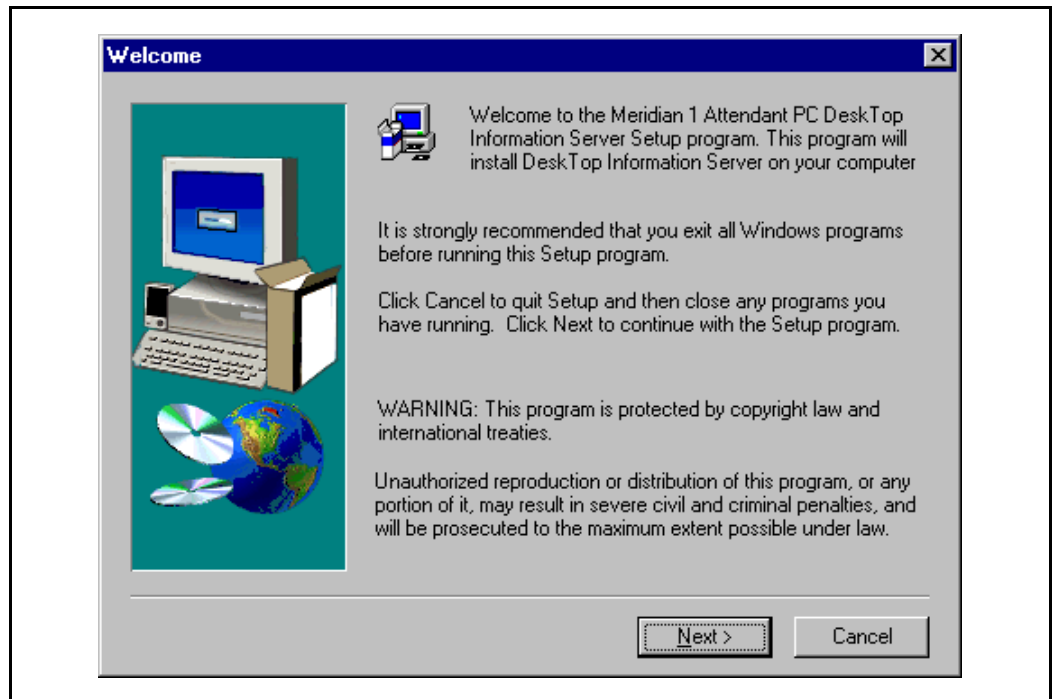 Welcome
Welcome to the Meridian 1 Attendant PC DeskTop
Information Server Setup program. This program will
install DeskTop Information Server on your computer
It is strongly recommended that you exit all Windows programs
before running this Setup program.
Click Cancel to quit Setup and then close any programs you
have running.  Click Next to continue with the Setup program.
WARNING: This program is protected by copyright law and
international treaties.
Unauthorized reproduction or distribution of this program, or any
portion of it, may result in severe civil and criminal penalties, and
will be prosecuted to the maximum extent possible under law.
Next >
Cancel